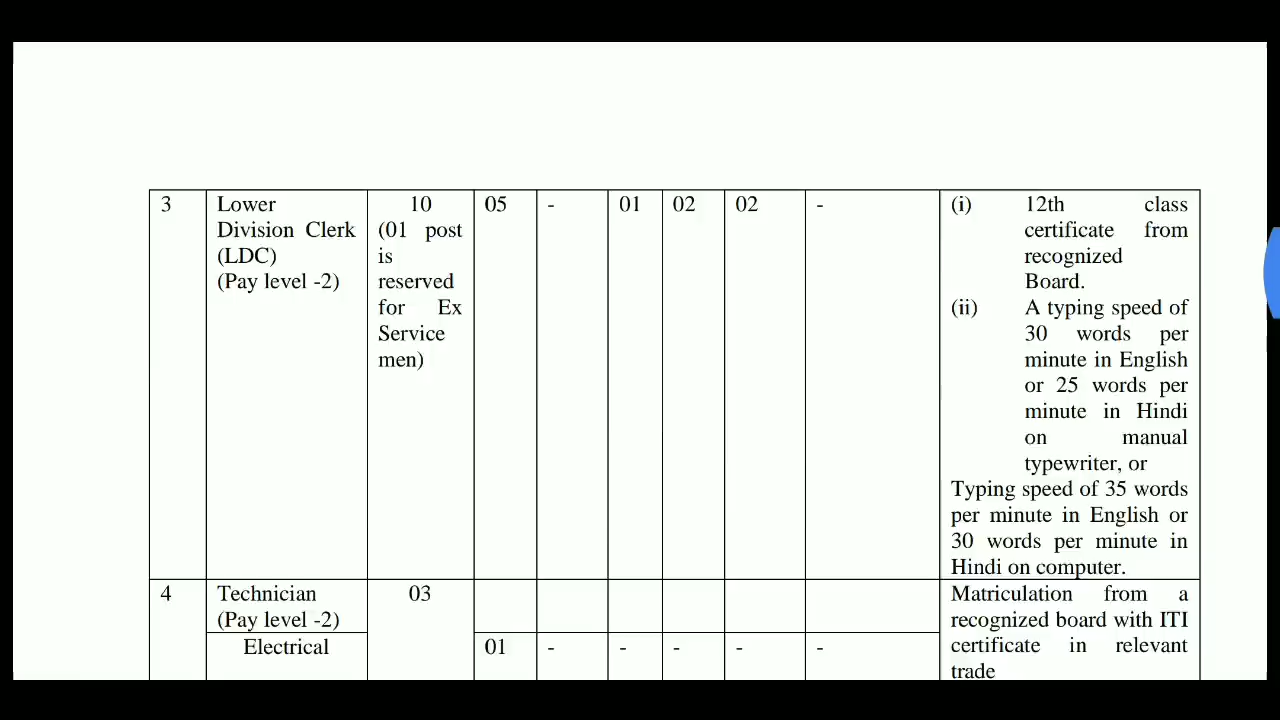 3 Lower 10 05 - 01 02 02 - (i) 12th class
Division Clerk (01 post certificate from
(LDC) is recognized
(Pay level -2) reserved Board.
for Ex (ii) A typing speed of
Service 30 words per
men) minute in English
or 25 words per
minute in Hindi
on manual
typewriter, or
Typing speed of 35 words
per minute in English or
30 words per minute in
Hindi on computer.
4 Technician 03 Matriculation from a
(Pay level -2) recognized board with ITI
Electrical 01 - - - - - certificate in relevant
trade